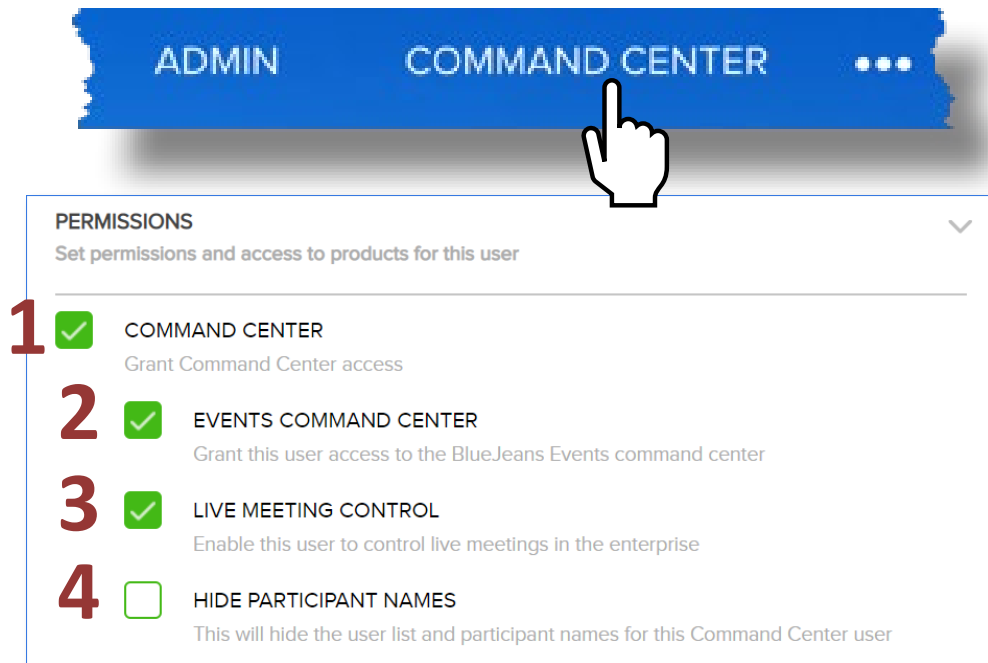 ADMIN COMMAND CENTER •••
PERMISSIONS
Set permissions and access to products for this user
1 COMMAND CENTER
Grant Command Center access
2 EVENTS COMMAND CENTER
Grant this user access to the BlueJeans Events command center
3 LIVE MEETING CONTROL
Enable this user to control live meetings in the enterprise
4 HIDE PARTICIPANT NAMES
This will hide the user list and participant names for this Command Center user